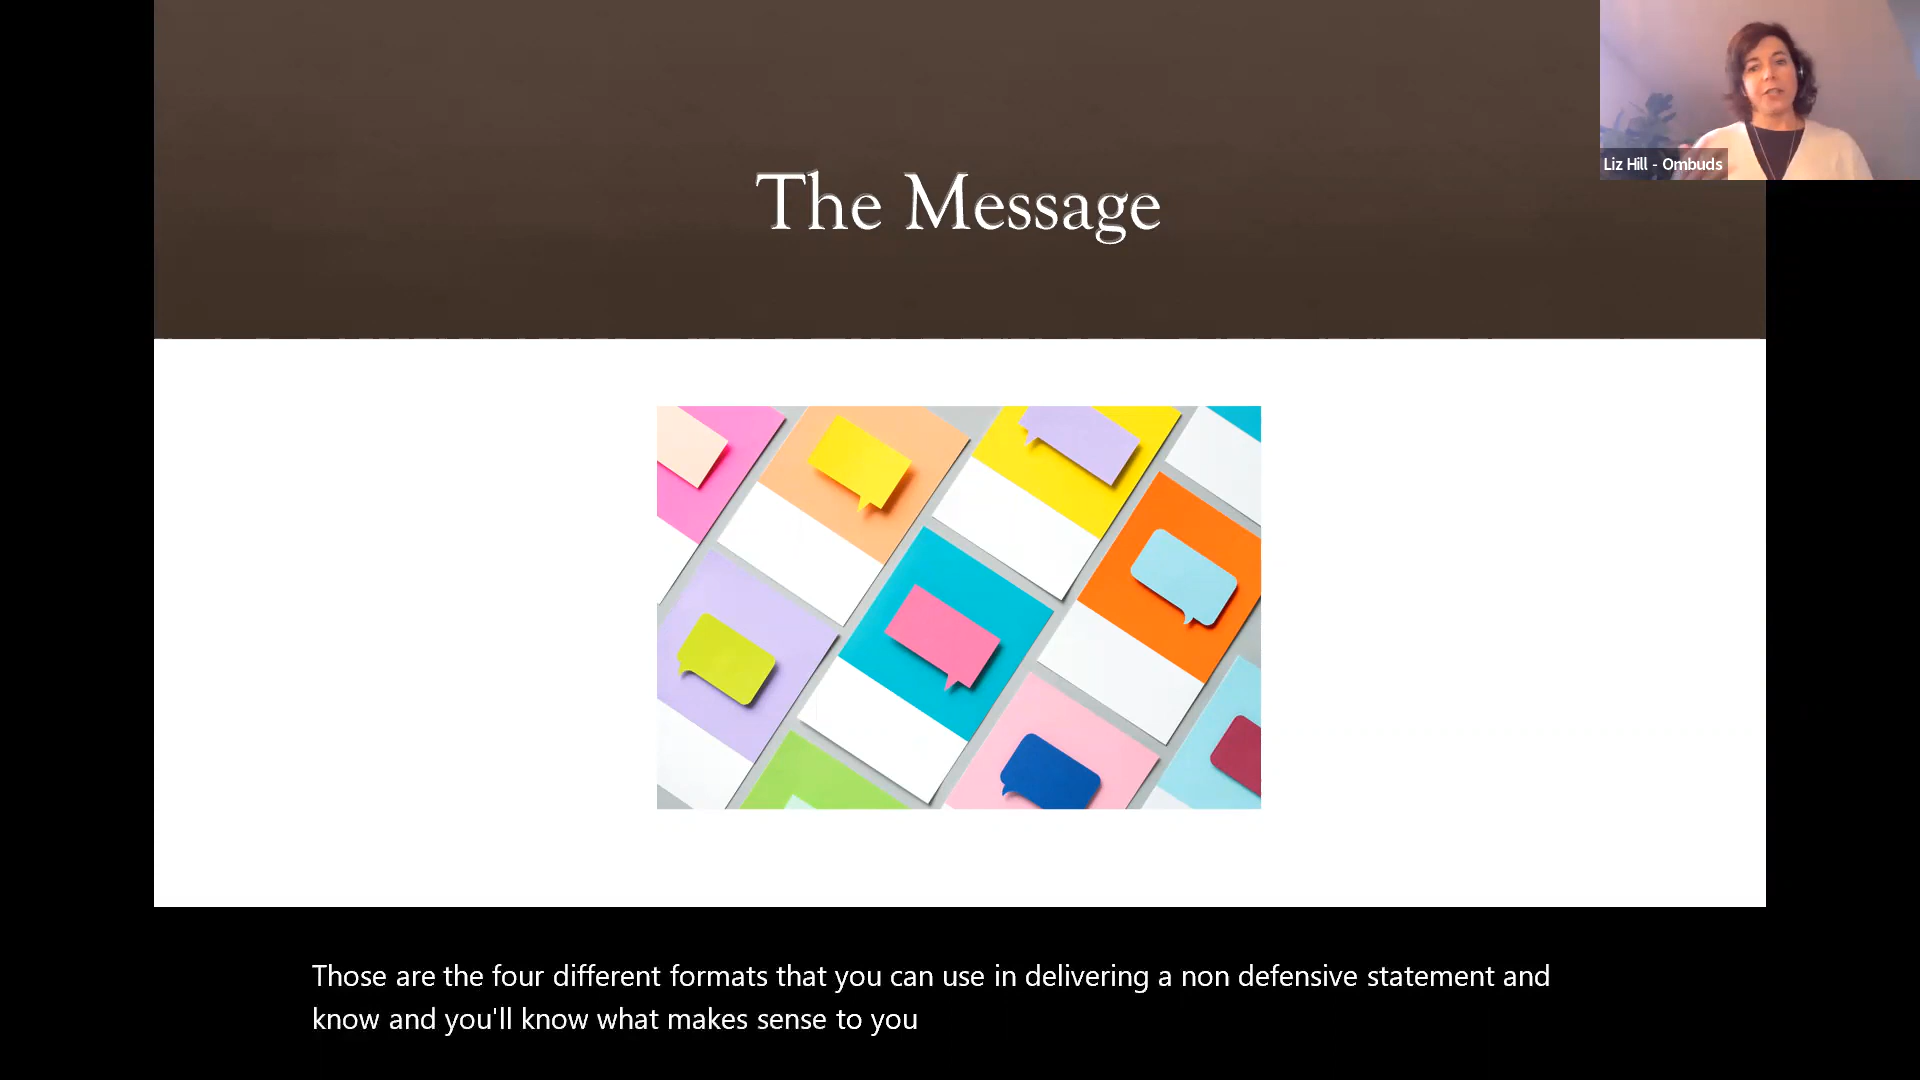 The Message
Liz Hill - Ombuds
Those are the four different formats that you can use in delivering a non defensive statement and
know and you'll know what makes sense to you